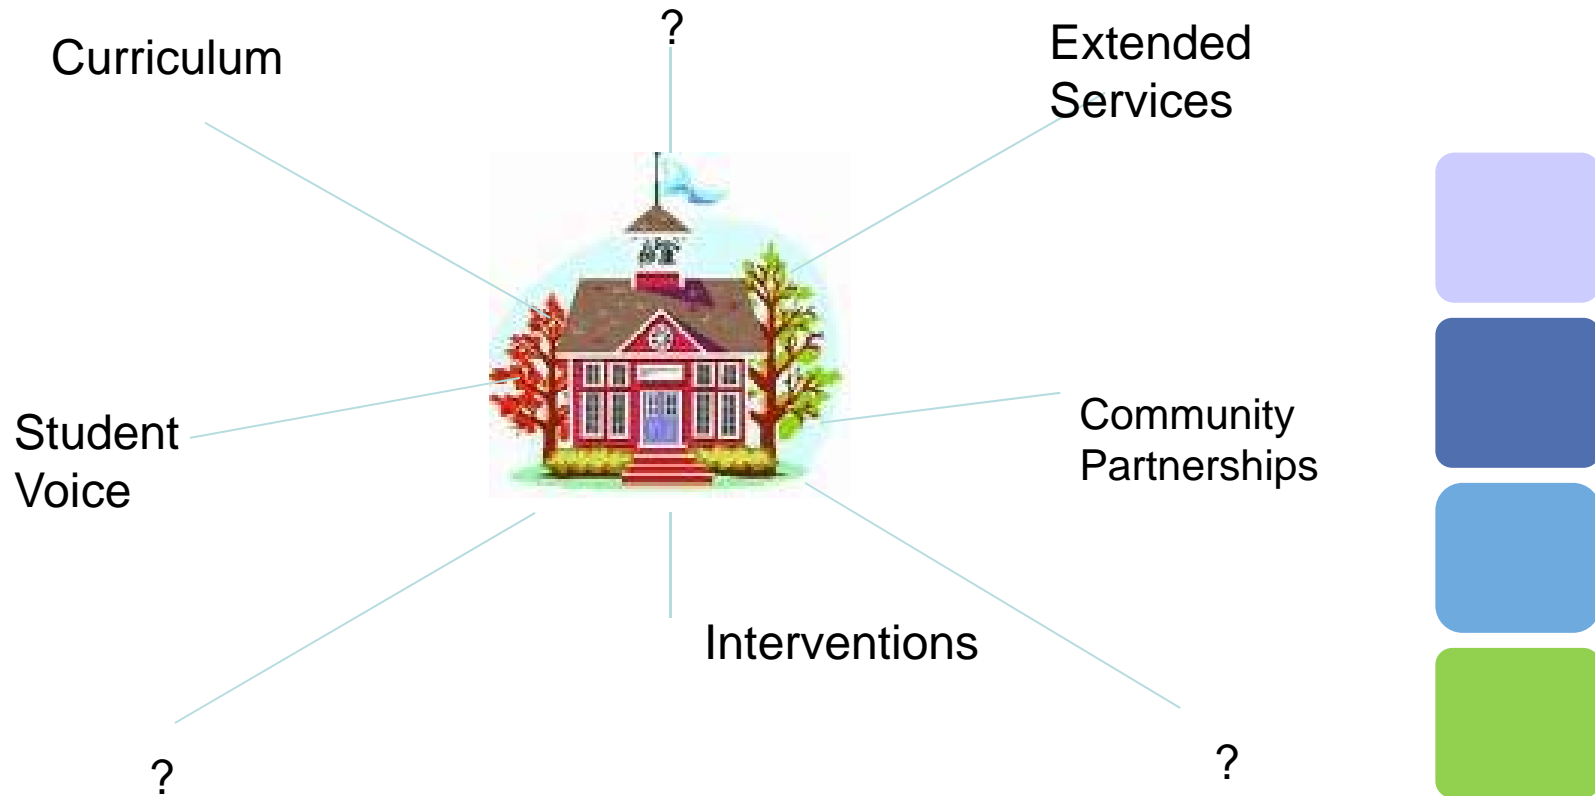 ?
Curriculum
Extended
Services
Student
Voice
Community
Partnerships
Interventions
?
?